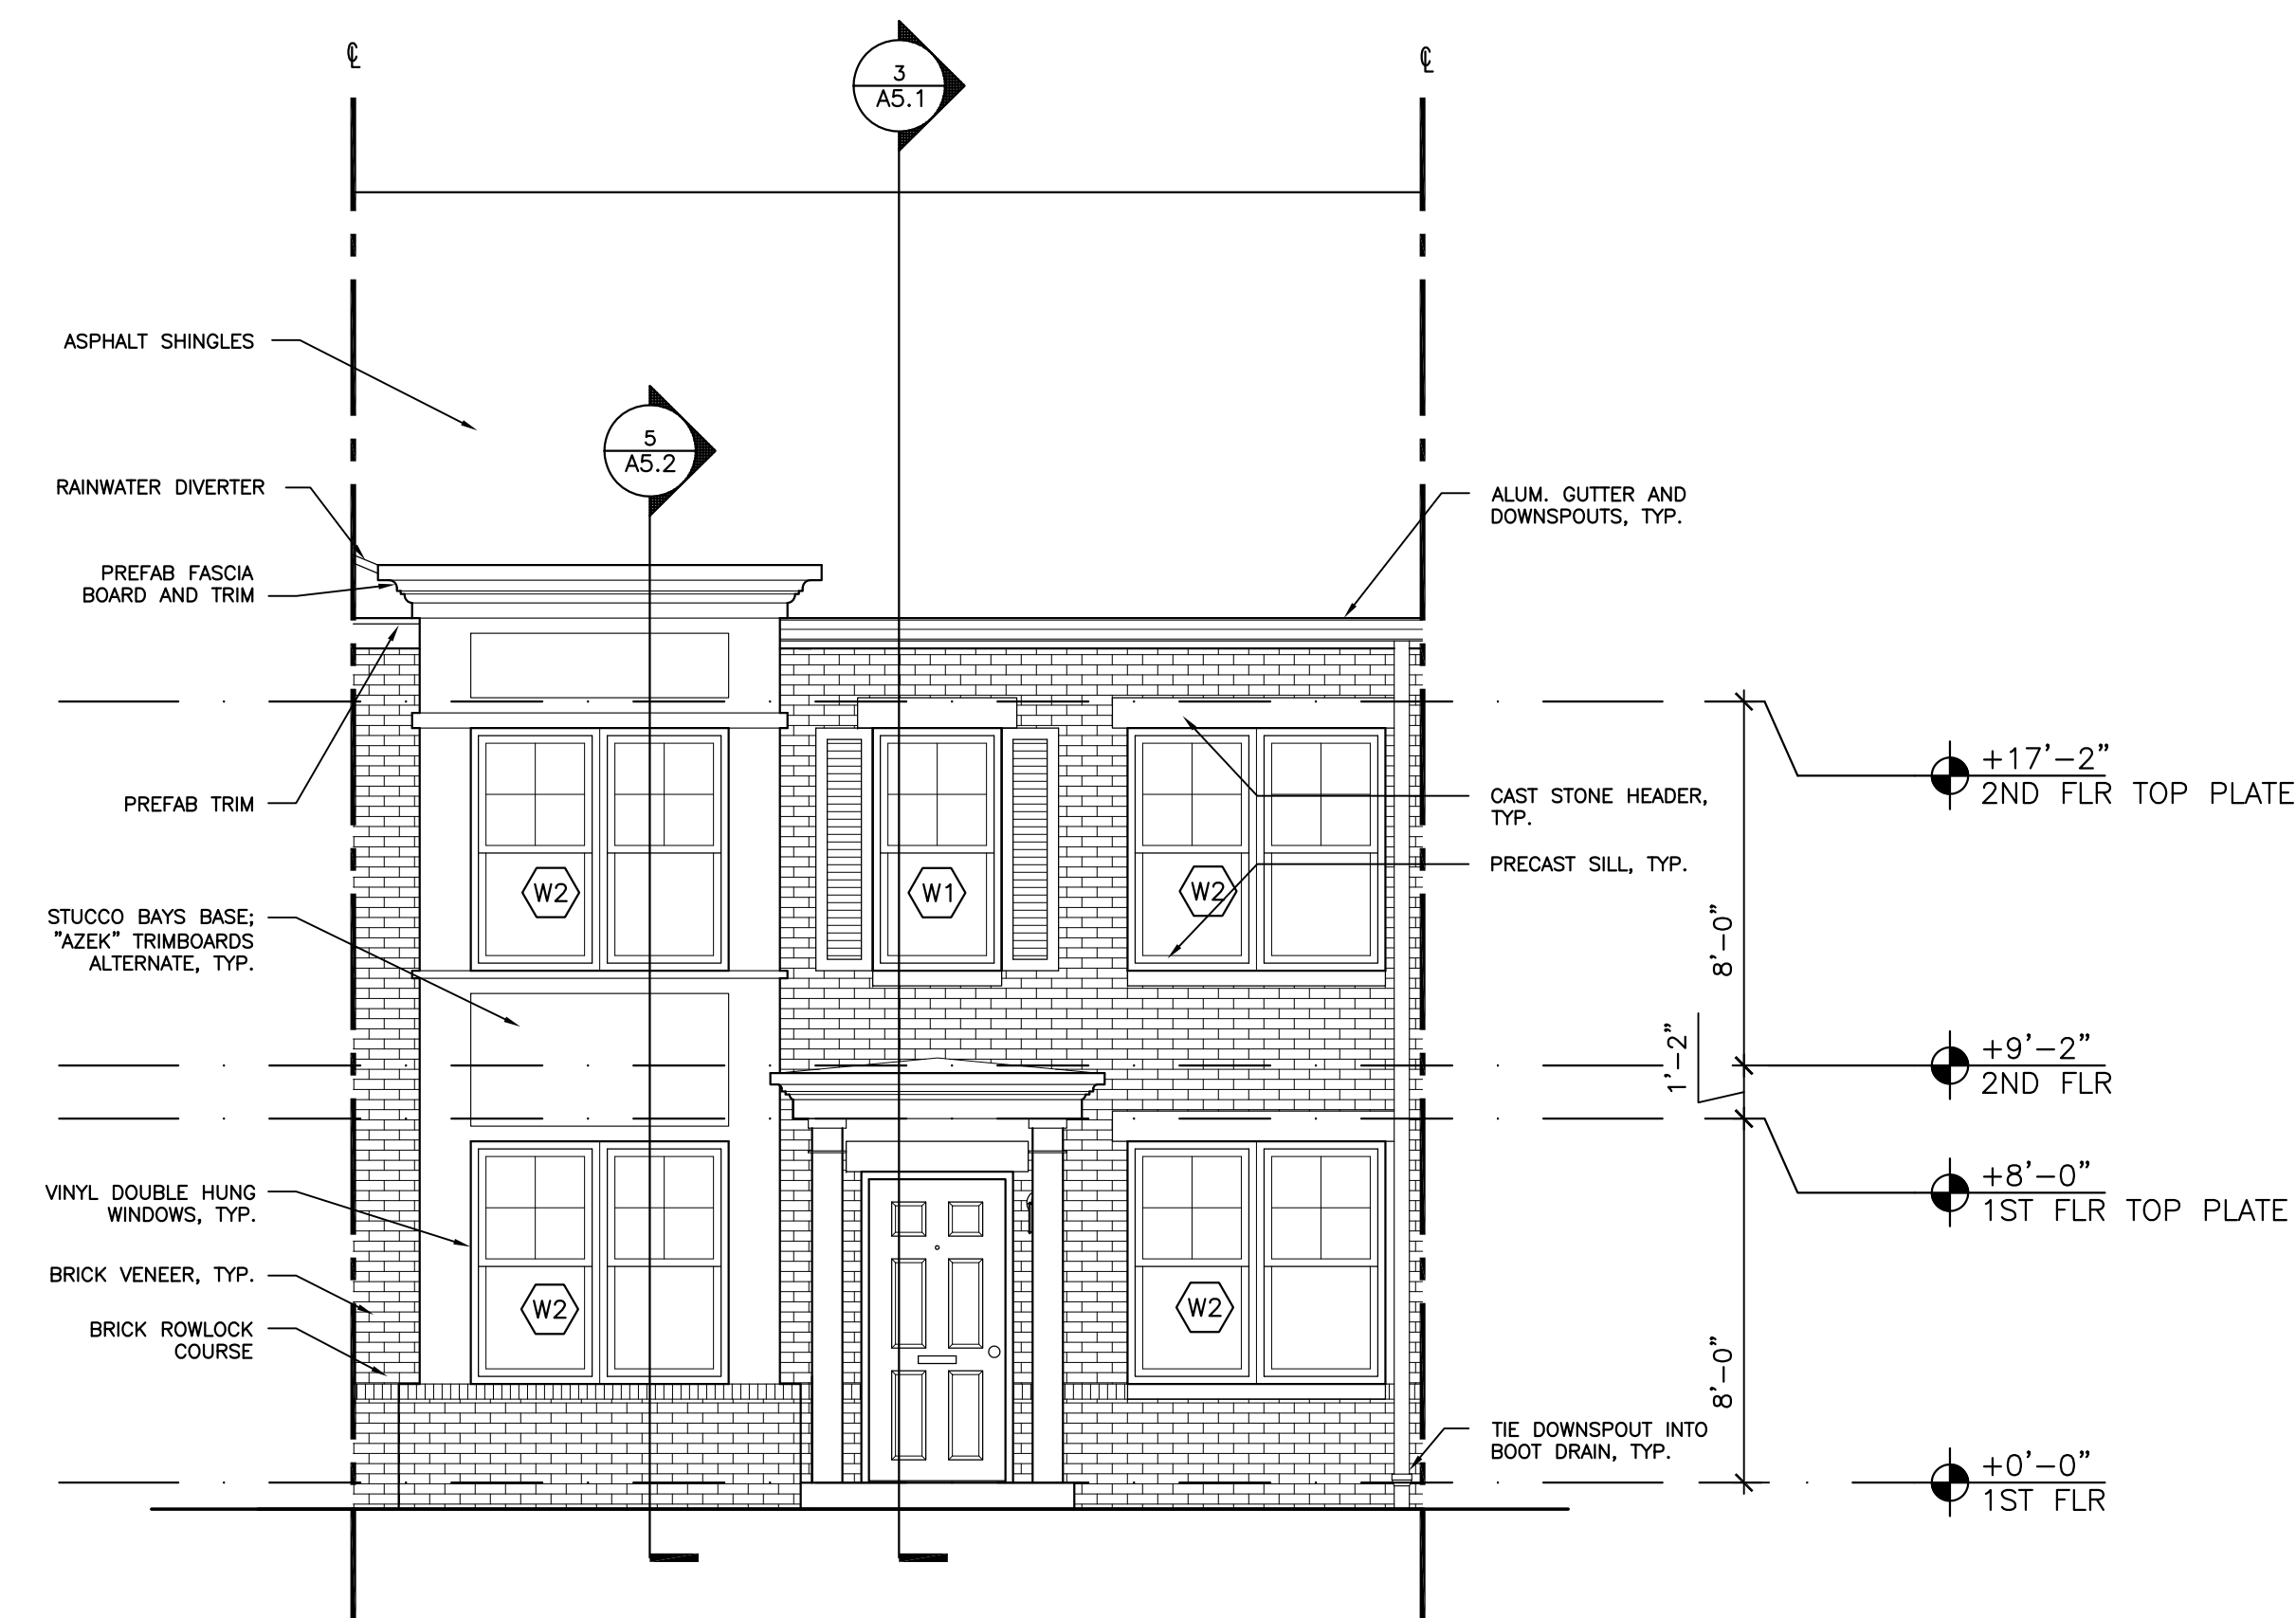 ℄
℄
3
A5.1
ASPHALT SHINGLES
5
A5.2
RAINWATER DIVERTER
ALUM. GUTTER AND
DOWNSPOUTS, TYP.
PREFAB FASCIA
BOARD AND TRIM
+17'-2"
2ND FLR TOP PLATE
PREFAB TRIM
CAST STONE HEADER,
TYP.
PRECAST SILL, TYP.
W2
W1
W2
STUCCO BAYS BASE;
"AZEK" TRIMBOARDS
ALTERNATE, TYP.
8'-0"
1'-2"
+9'-2"
2ND FLR
+8'-0"
1ST FLR TOP PLATE
VINYL DOUBLE HUNG
WINDOWS, TYP.
BRICK VENEER, TYP.
W2
W2
BRICK ROWLOCK
COURSE
8'-0"
TIE DOWNSPOUT INTO
BOOT DRAIN, TYP.
+0'-0"
1ST FLR